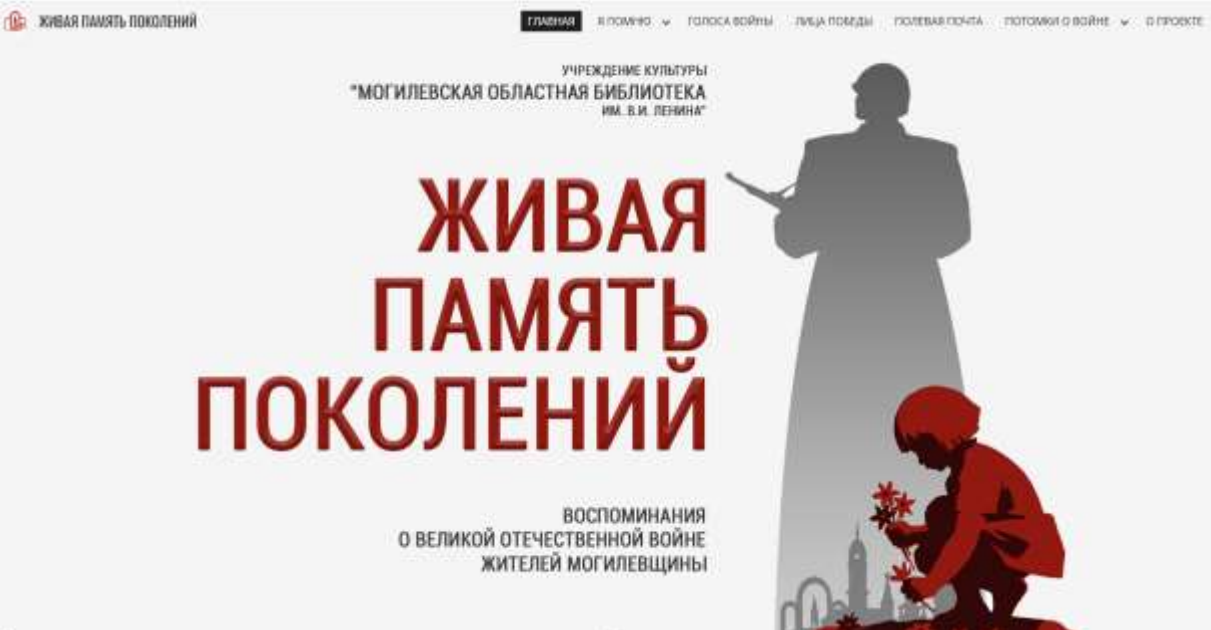 ЖИВАЯ ПАМЯТЬ ПОКОЛЕНИЙ
ГЛАВНАЯ Я ПОМНЮ ГОЛОСА ВОЙНЫ ЛИЦА ПОБЕДЫ ПОЛЕВАЯ ПОЧТА ПОТОМКИ О ВОЙНЕ О ПРОЕКТЕ
УЧРЕЖДЕНИЕ КУЛЬТУРЫ
"МОГИЛЕВСКАЯ ОБЛАСТНАЯ БИБЛИОТЕКА
ИМ. В.И. ЛЕНИНА"
ЖИВАЯ
ПАМЯТЬ
ПОКОЛЕНИЙ
ВОСПОМИНАНИЯ
О ВЕЛИКОЙ ОТЕЧЕСТВЕННОЙ ВОЙНЕ
ЖИТЕЛЕЙ МОГИЛЕВЩИНЫ